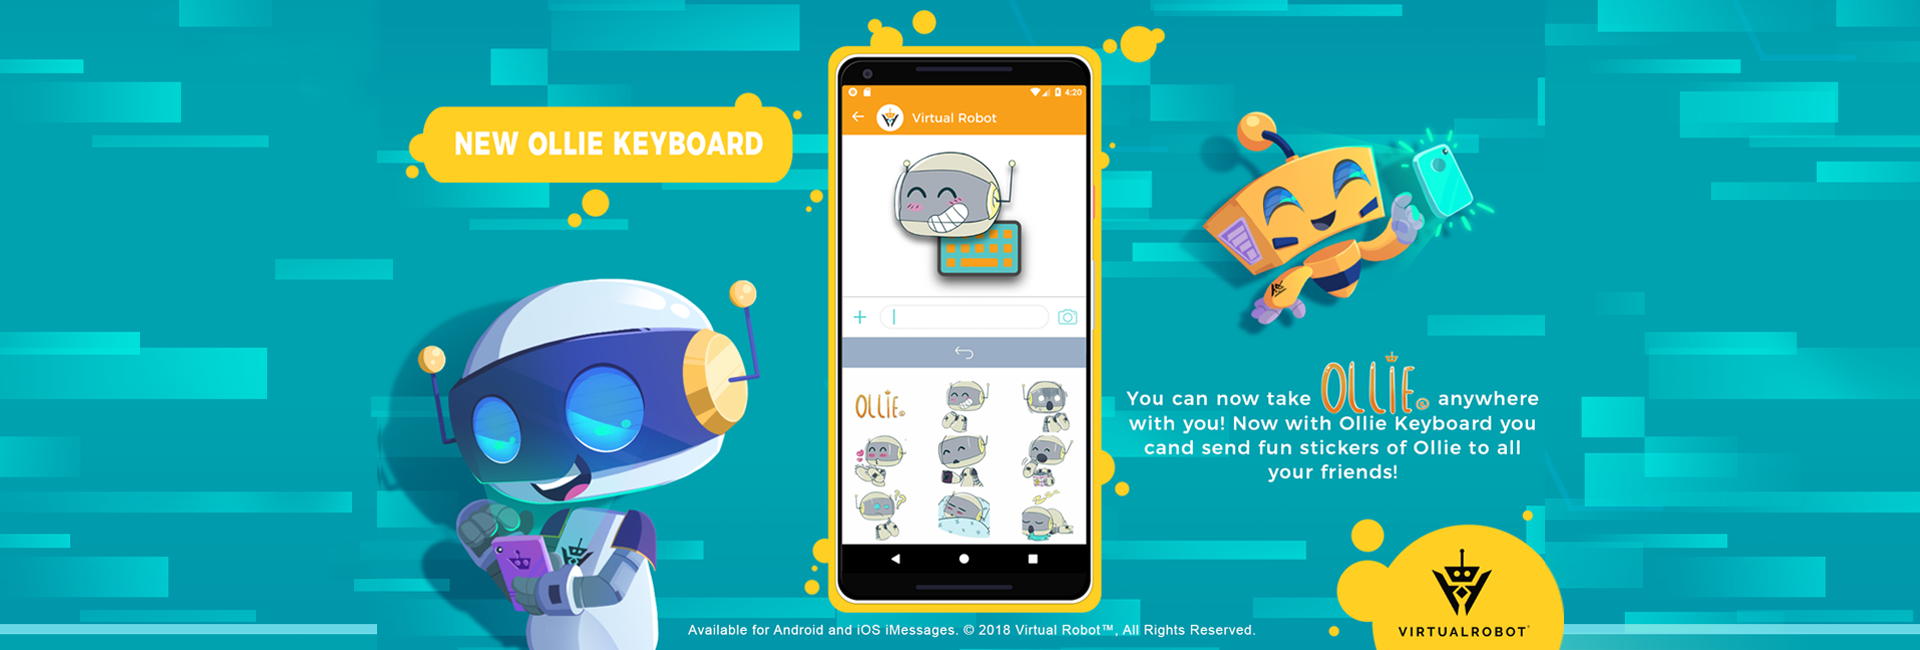 NEW OLLIE KEYBOARD
4:20
Virtual Robot
OLLIE
You can now take OLLIE anywhere
with you! Now with Ollie Keyboard you
cand send fun stickers of Ollie to all
your friends!
VIRTUALROBOT
Available for Android and iOS iMessages. © 2018 Virtual Robot™, All Rights Reserved.